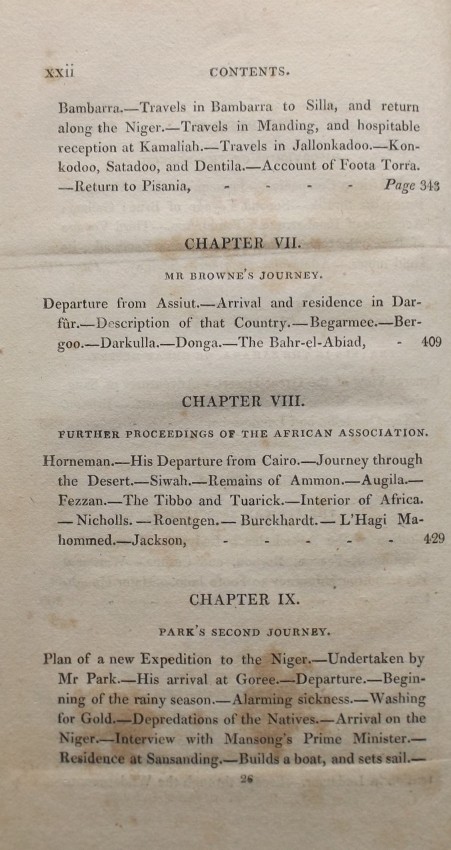 xxii CONTENTS.
Bambarra.—Travels in Bambarra to Silla, and return
along the Niger.—Travels in Manding, and hospitable
reception at Kamaliah.—Travels in Jallonkadoo.—Kon-
kodoo, Satadoo, and Dentila.—Account of Foota Torra.
—Return to Pisania, - - - - Page 343
CHAPTER VII.
MR BROWNE'S JOURNEY.
Departure from Assiut.—Arrival and residence in Dar-
fûr.—Description of that Country.—Begarmee.—Ber-
goo.—Darkulla.—Donga.—The Bahr-el-Abiad, - 409
CHAPTER VIII.
FURTHER PROCEEDINGS OF THE AFRICAN ASSOCIATION.
Horneman.—His Departure from Cairo.—Journey through
the Desert.—Siwah.—Remains of Ammon.—Augila.—
Fezzan.—The Tibbo and Tuarick.—Interior of Africa.
—Nicholls.—Roentgen.—Burckhardt.—L'Hagi Ma-
hommed.—Jackson, - - - - - 429
CHAPTER IX.
PARK'S SECOND JOURNEY.
Plan of a new Expedition to the Niger.—Undertaken by
Mr Park.—His arrival at Goree.—Departure.—Begin-
ning of the rainy season.—Alarming sickness.—Washing
for Gold.—Depredations of the Natives.—Arrival on the
Niger.—Interview with Mansong's Prime Minister.—
Residence at Sansanding.—Builds a boat, and sets sail.—
26